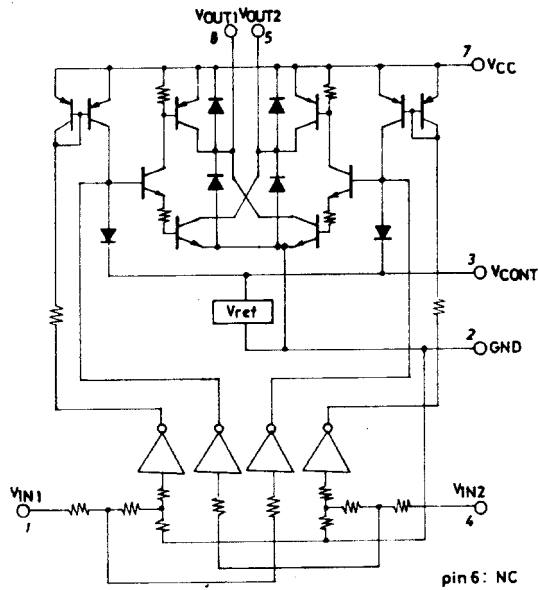 VOUT1 VOUT2
8 5
7 VCC
3 VCONT
Vref
2 GND
VIN1
1
VIN2
4
pin 6: NC